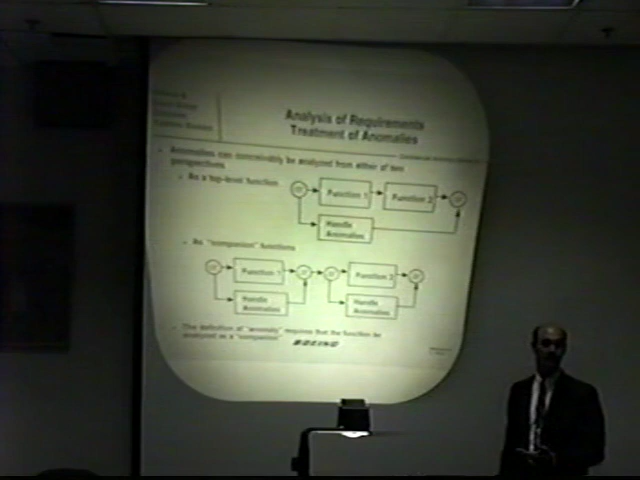 Analysis of Requirements
Treatment of Anomalies
Anomalies can conceivably be analyzed from either of two
perspectives
As a top-level function
Function 1
Function 2
Handle
Anomalies
As "companion" functions
Function 1
Function 2
Handle
Anomalies
Handle
Anomalies
The definition of "anomaly" requires that the function be
analyzed as a "companion"
BOEING